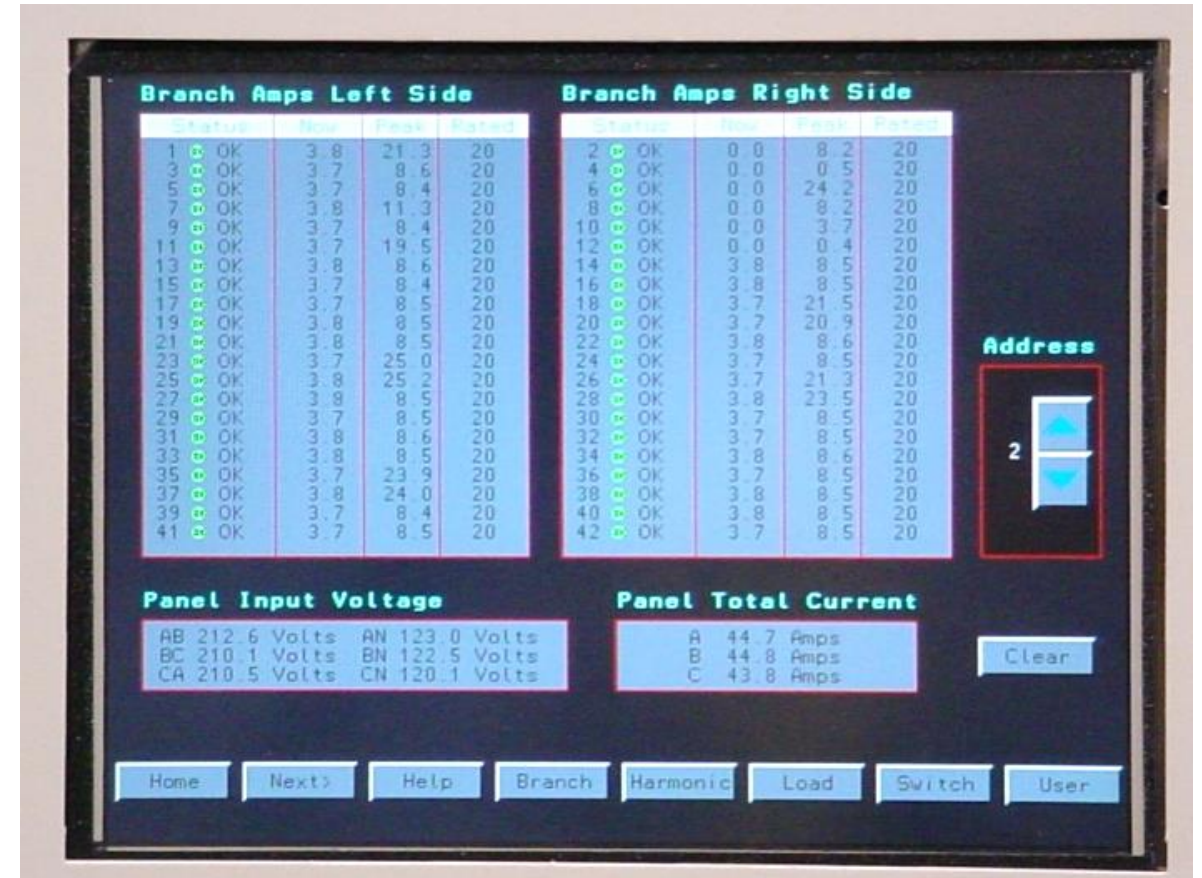 Branch Amps Left Side
Status Now Peak Rated
1 OK 3.8 21.3 20
3 OK 3.7 8.6 20
5 OK 3.7 8.4 20
7 OK 3.8 11.3 20
9 OK 3.7 8.4 20
11 OK 3.7 19.5 20
13 OK 3.8 8.6 20
15 OK 3.7 8.4 20
17 OK 3.7 8.5 20
19 OK 3.8 8.5 20
21 OK 3.8 8.5 20
23 OK 3.7 25.0 20
25 OK 3.8 25.2 20
27 OK 3.8 8.5 20
29 OK 3.7 8.5 20
31 OK 3.8 8.6 20
33 OK 3.8 8.5 20
35 OK 3.7 23.9 20
37 OK 3.8 24.0 20
39 OK 3.7 8.4 20
41 OK 3.7 8.5 20
Branch Amps Right Side
Status Now Peak Rated
2 OK 0.0 8.2 20
4 OK 0.0 0.5 20
6 OK 0.0 24.2 20
8 OK 0.0 8.2 20
10 OK 0.0 3.7 20
12 OK 0.0 0.4 20
14 OK 3.8 8.5 20
16 OK 3.8 8.5 20
18 OK 3.7 21.5 20
20 OK 3.7 20.9 20
22 OK 3.8 8.6 20
24 OK 3.7 8.5 20
26 OK 3.7 21.3 20
28 OK 3.8 23.5 20
30 OK 3.7 8.5 20
32 OK 3.7 8.5 20
34 OK 3.8 8.6 20
36 OK 3.7 8.5 20
38 OK 3.8 8.5 20
40 OK 3.8 8.5 20
42 OK 3.7 8.5 20
Address
2
Panel Input Voltage
AB 212.6 Volts AN 123.0 Volts
BC 210.1 Volts BN 122.5 Volts
CA 210.5 Volts CN 120.1 Volts
Panel Total Current
A 44.7 Amps
B 44.8 Amps
C 43.8 Amps
Clear
Home Next> Help Branch Harmonic Load Switch User